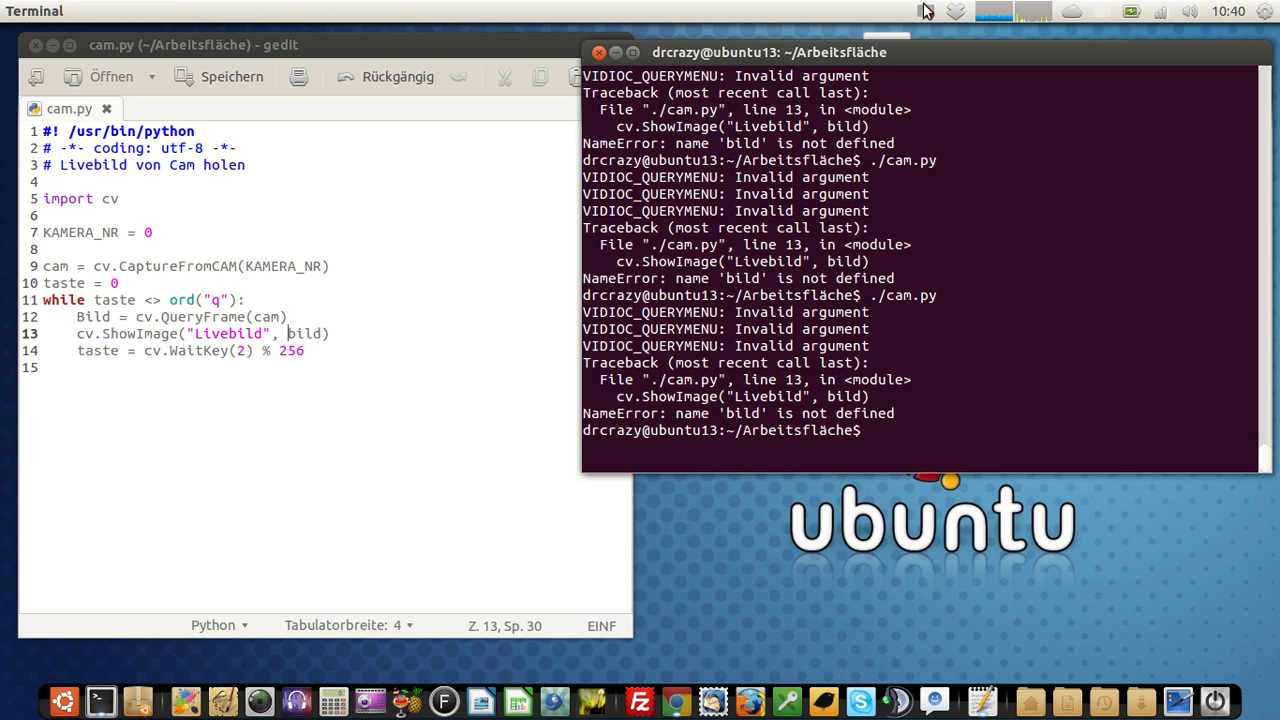 Terminal
10:40
cam.py (~/Arbeitsfläche) - gedit
Öffnen Speichern Rückgängig
cam.py
1 #! /usr/bin/python
2 # -*- coding: utf-8 -*-
3 # Livebild von Cam holen
4
5 import cv
6
7 KAMERA_NR = 0
8
9 cam = cv.CaptureFromCAM(KAMERA_NR)
10 taste = 0
11 while taste <> ord("q"):
12     Bild = cv.QueryFrame(cam)
13     cv.ShowImage("Livebild", bild)
14     taste = cv.WaitKey(2) % 256
15
Python Tabulatorbreite: 4 Z. 13, Sp. 30 EINF
drcrazy@ubuntu13: ~/Arbeitsfläche
VIDIOC_QUERYMENU: Invalid argument
Traceback (most recent call last):
  File "./cam.py", line 13, in <module>
    cv.ShowImage("Livebild", bild)
NameError: name 'bild' is not defined
drcrazy@ubuntu13:~/Arbeitsfläche$ ./cam.py
VIDIOC_QUERYMENU: Invalid argument
VIDIOC_QUERYMENU: Invalid argument
VIDIOC_QUERYMENU: Invalid argument
Traceback (most recent call last):
  File "./cam.py", line 13, in <module>
    cv.ShowImage("Livebild", bild)
NameError: name 'bild' is not defined
drcrazy@ubuntu13:~/Arbeitsfläche$ ./cam.py
VIDIOC_QUERYMENU: Invalid argument
VIDIOC_QUERYMENU: Invalid argument
VIDIOC_QUERYMENU: Invalid argument
Traceback (most recent call last):
  File "./cam.py", line 13, in <module>
    cv.ShowImage("Livebild", bild)
NameError: name 'bild' is not defined
drcrazy@ubuntu13:~/Arbeitsfläche$
ubuntu